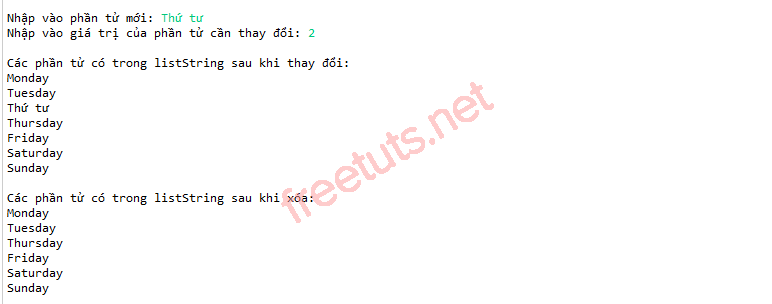 Nhập vào phần tử mới: Thứ tư
Nhập vào giá trị của phần tử cần thay đổi: 2
Các phần tử có trong listString sau khi thay đổi:
Monday
Tuesday
Thứ tư
Thursday
Friday
Saturday
Sunday
Các phần tử có trong listString sau khi xóa:
Monday
Tuesday
Thursday
Friday
Saturday
Sunday
freetuts.net